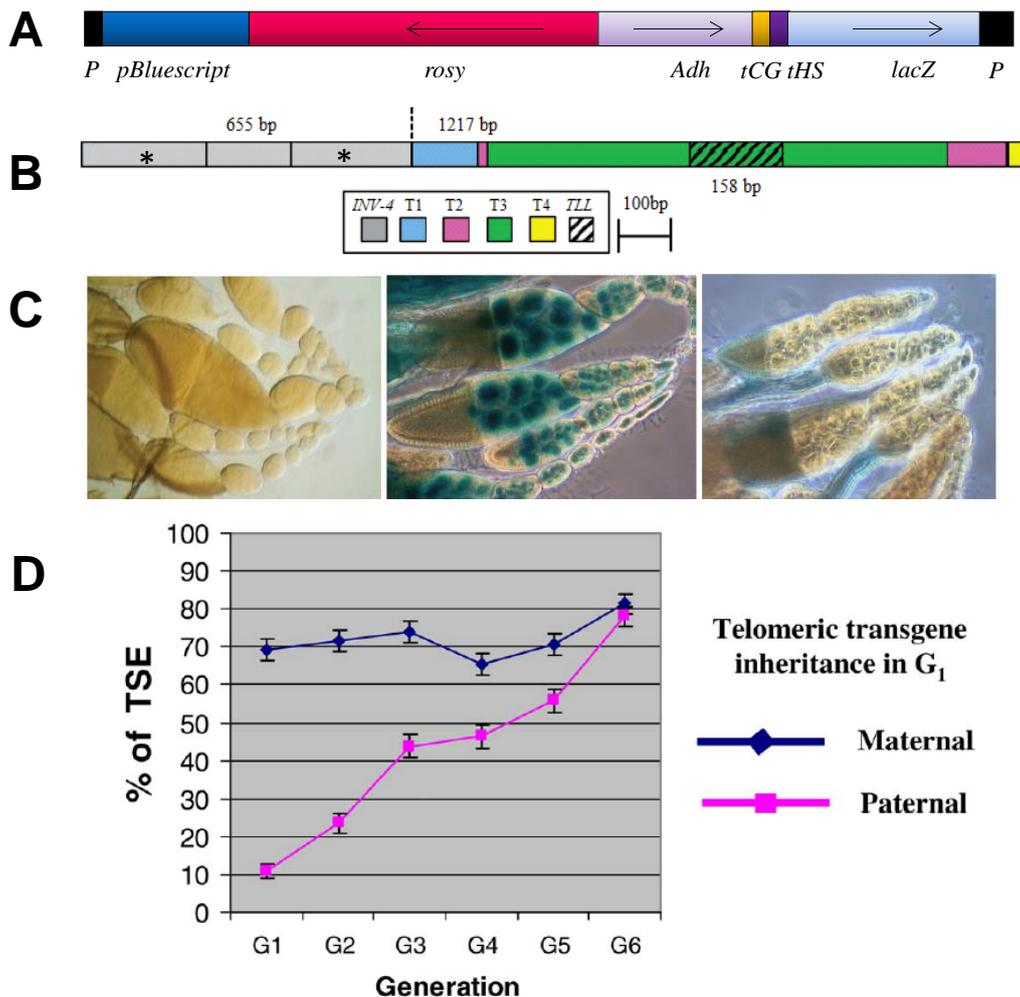 A
P pBluescript rosy Adh tCG tHS lacZ P
655 bp 1217 bp
* *
B
158 bp
INV-4 T1 T2 T3 T4 TLL
100bp
C
D
% of TSE
100
90
80
70
60
50
40
30
20
10
0
G1 G2 G3 G4 G5 G6
Generation
Telomeric transgene
inheritance in G1
Maternal
Paternal